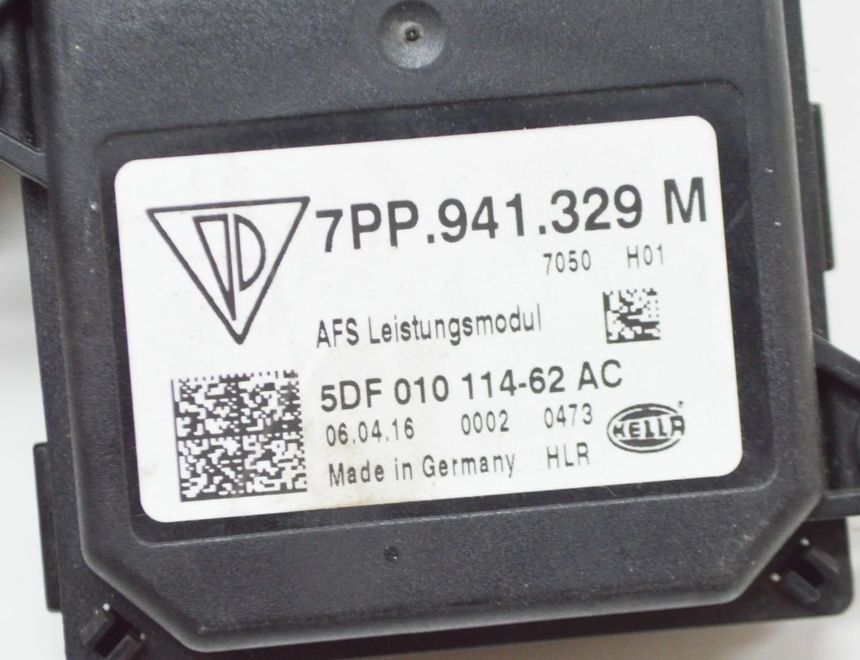 7PP.941.329 M
7050 H01
AFS Leistungsmodul
5DF 010 114-62 AC
06.04.16 0002 0473
HELLA
Made in Germany HLR